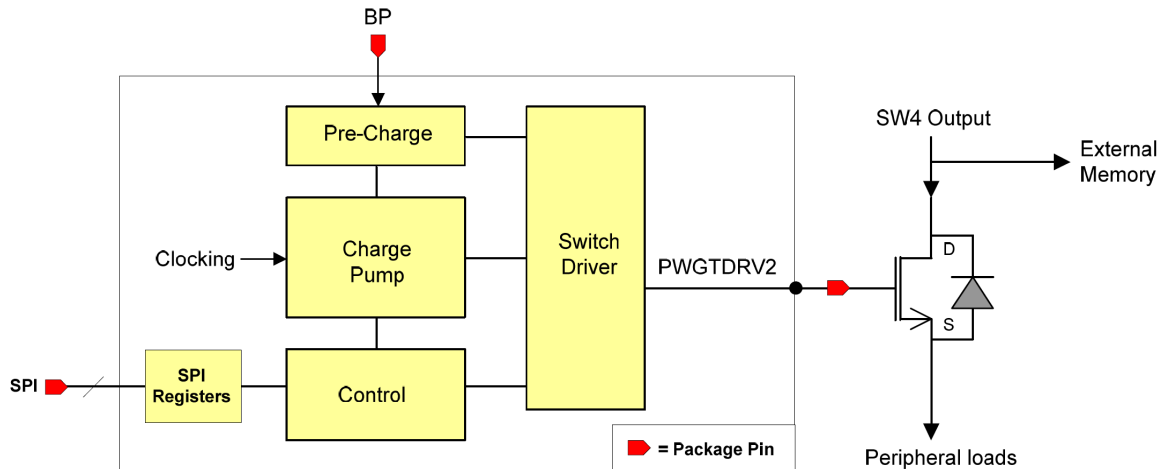 BP
Pre-Charge
SW4 Output
External
Memory
Clocking
Charge
Pump
Switch
Driver
PWGTDRV2
D
S
SPI
SPI
Registers
Control
= Package Pin
Peripheral loads